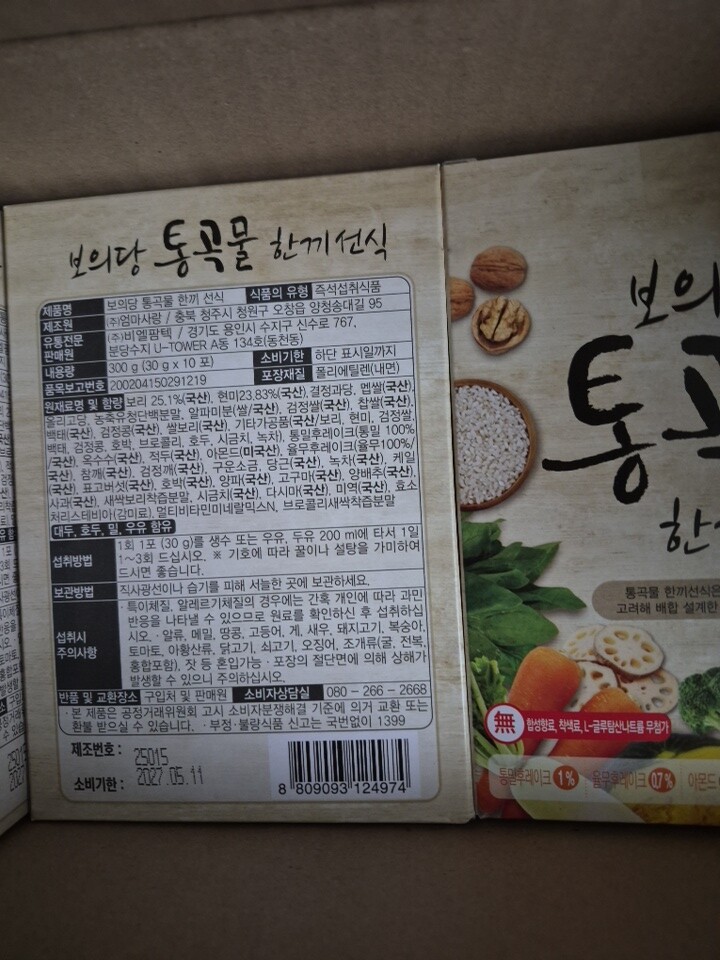 보의당 통곡물 한끼선식
제품명 보의당 통곡물 한끼 선식 식품의 유형 즉석섭취식품
제조원 (주)엄마사랑 / 충북 청주시 청원구 오창읍 양청송대길 95
유통전문 판매원 (주)비엘팜텍 / 경기도 용인시 수지구 신수로 767,
분당수지 U-TOWER A동 134호(동천동)
내용량 300 g (30 g x 10 포) 소비기한 하단 표시일까지
품목보고번호 200204150291219 포장재질 폴리에틸렌(내면)
원재료명 및 함량 보리 25.1%(국산), 현미23.83%(국산),결정과당, 멥쌀(국산),
올리고당, 농축유청단백분말, 알파미분(쌀/국산), 검정쌀(국산), 찹쌀(국산),
백태(국산), 검정콩(국산), 쌀보리(국산), 기타가공품(국산/보리, 현미, 검정쌀,
백태, 검정콩, 호박, 브로콜리, 호두, 시금치, 녹차), 통밀후레이크(통밀 100%
/국산), 옥수수(국산), 적두(국산), 아몬드(미국산), 율무후레이크(율무100%/
국산), 참깨(국산), 검정깨(국산), 구운소금, 당근(국산), 녹차(국산), 케일
(국산), 표고버섯(국산), 호박(국산), 양파(국산), 고구마(국산), 양배추(국산),
사과(국산), 새싹보리착즙분말, 시금치(국산), 다시마(국산), 미역(국산), 효소
처리스테비아(감미료), 멀티비타민미네랄믹스N, 브로콜리새싹착즙분말
대두, 호두, 밀, 우유 함유
섭취방법 1회 1포 (30 g)를 생수 또는 우유, 두유 200 ml에 타서 1일
1~3회 드십시오. ※ 기호에 따라 꿀이나 설탕을 가미하여
드시면 좋습니다.
보관방법 직사광선이나 습기를 피해 서늘한 곳에 보관하세요.
섭취시 주의사항 · 특이체질, 알레르기체질의 경우에는 간혹 개인에 따라 과민
반응을 나타낼 수 있으므로 원료를 확인하신 후 섭취하십
시오 · 알류, 메밀, 땅콩, 고등어, 게, 새우, 돼지고기, 복숭아,
토마토, 아황산류, 닭고기, 쇠고기, 오징어, 조개류(굴, 전복,
홍합포함), 잣 등 혼입가능 · 포장의 절단면에 의해 상해가
발생할 수 있으니 주의하십시오.
반품 및 교환장소 구입처 및 판매원 소비자상담실 080 - 266 - 2668
· 본 제품은 공정거래위원회 고시 소비자분쟁해결 기준에 의거 교환 또는
환불 받으실 수 있습니다. · 부정·불량식품 신고는 국번없이 1399
제조번호 : 25015
소비기한 : 2027.05.11
8 809093 124974
보의
통곡
한
통곡물 한끼선식은
고려해 배합 설계한
無 합성향료, 착색료, L-글루탐산나트륨 무첨가
통밀후레이크 1% 율무후레이크 0.7% 아몬드